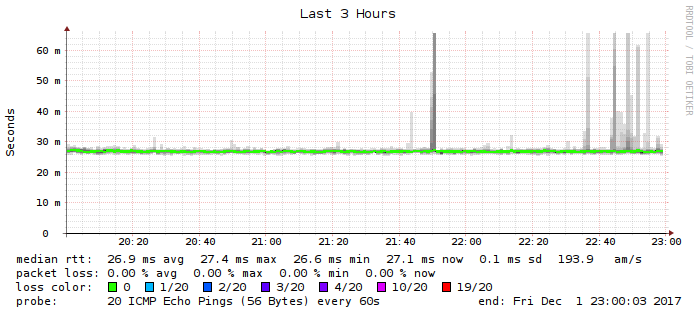 Last 3 Hours
RRDTOOL / TOBI OETIKER
Seconds
60 m
50 m
40 m
30 m
20 m
10 m
0
20:20 20:40 21:00 21:20 21:40 22:00 22:20 22:40 23:00
median rtt: 26.9 ms avg 27.4 ms max 26.6 ms min 27.1 ms now 0.1 ms sd 193.9 am/s
packet loss: 0.00 % avg 0.00 % max 0.00 % min 0.00 % now
loss color: 0 1/20 2/20 3/20 4/20 10/20 19/20
probe: 20 ICMP Echo Pings (56 Bytes) every 60s end: Fri Dec 1 23:00:03 2017